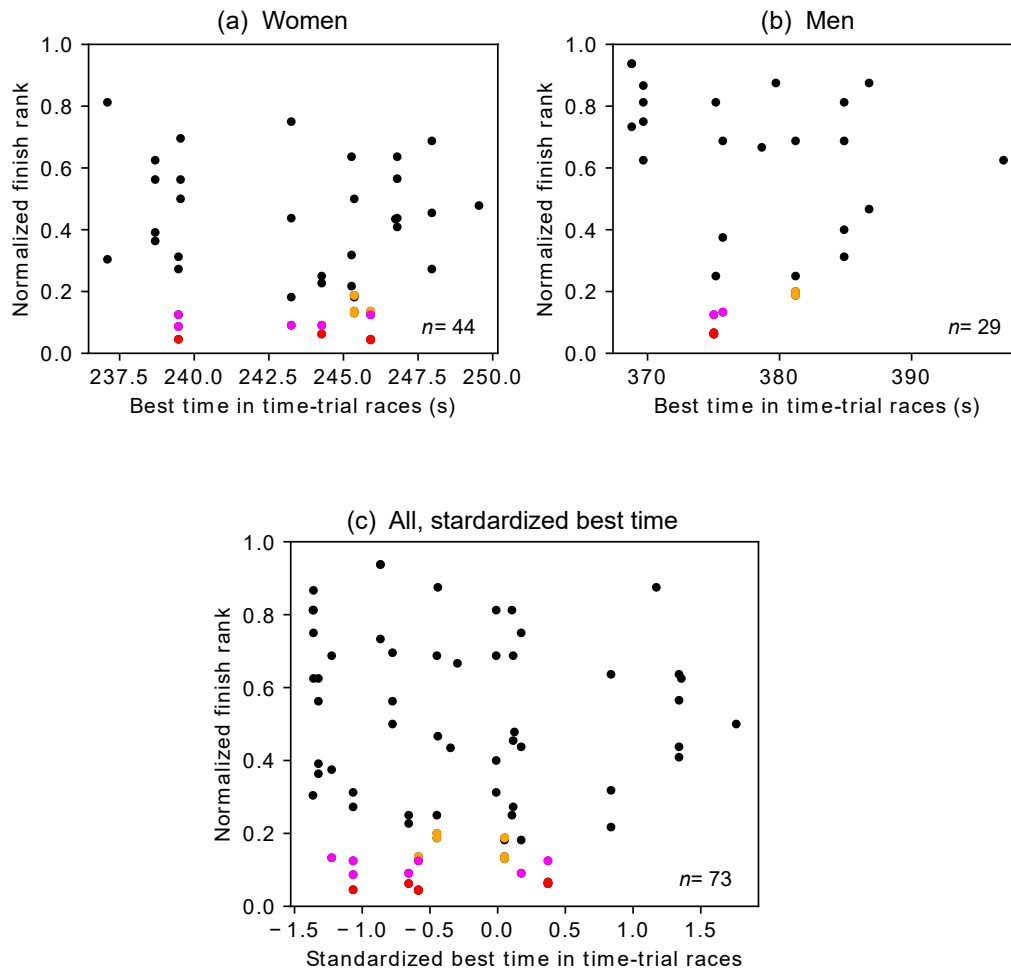 (a) Women
1.0
0.8
0.6
0.4
0.2
0.0
Normalized finish rank
n= 44
237.5 240.0 242.5 245.0 247.5 250.0
Best time in time-trial races (s)
(b) Men
1.0
0.8
0.6
0.4
0.2
0.0
Normalized finish rank
n= 29
370 380 390
Best time in time-trial races (s)
(c) All, stardardized best time
1.0
0.8
0.6
0.4
0.2
0.0
Normalized finish rank
n= 73
−1.5 −1.0 −0.5 0.0 0.5 1.0 1.5
Standardized best time in time-trial races